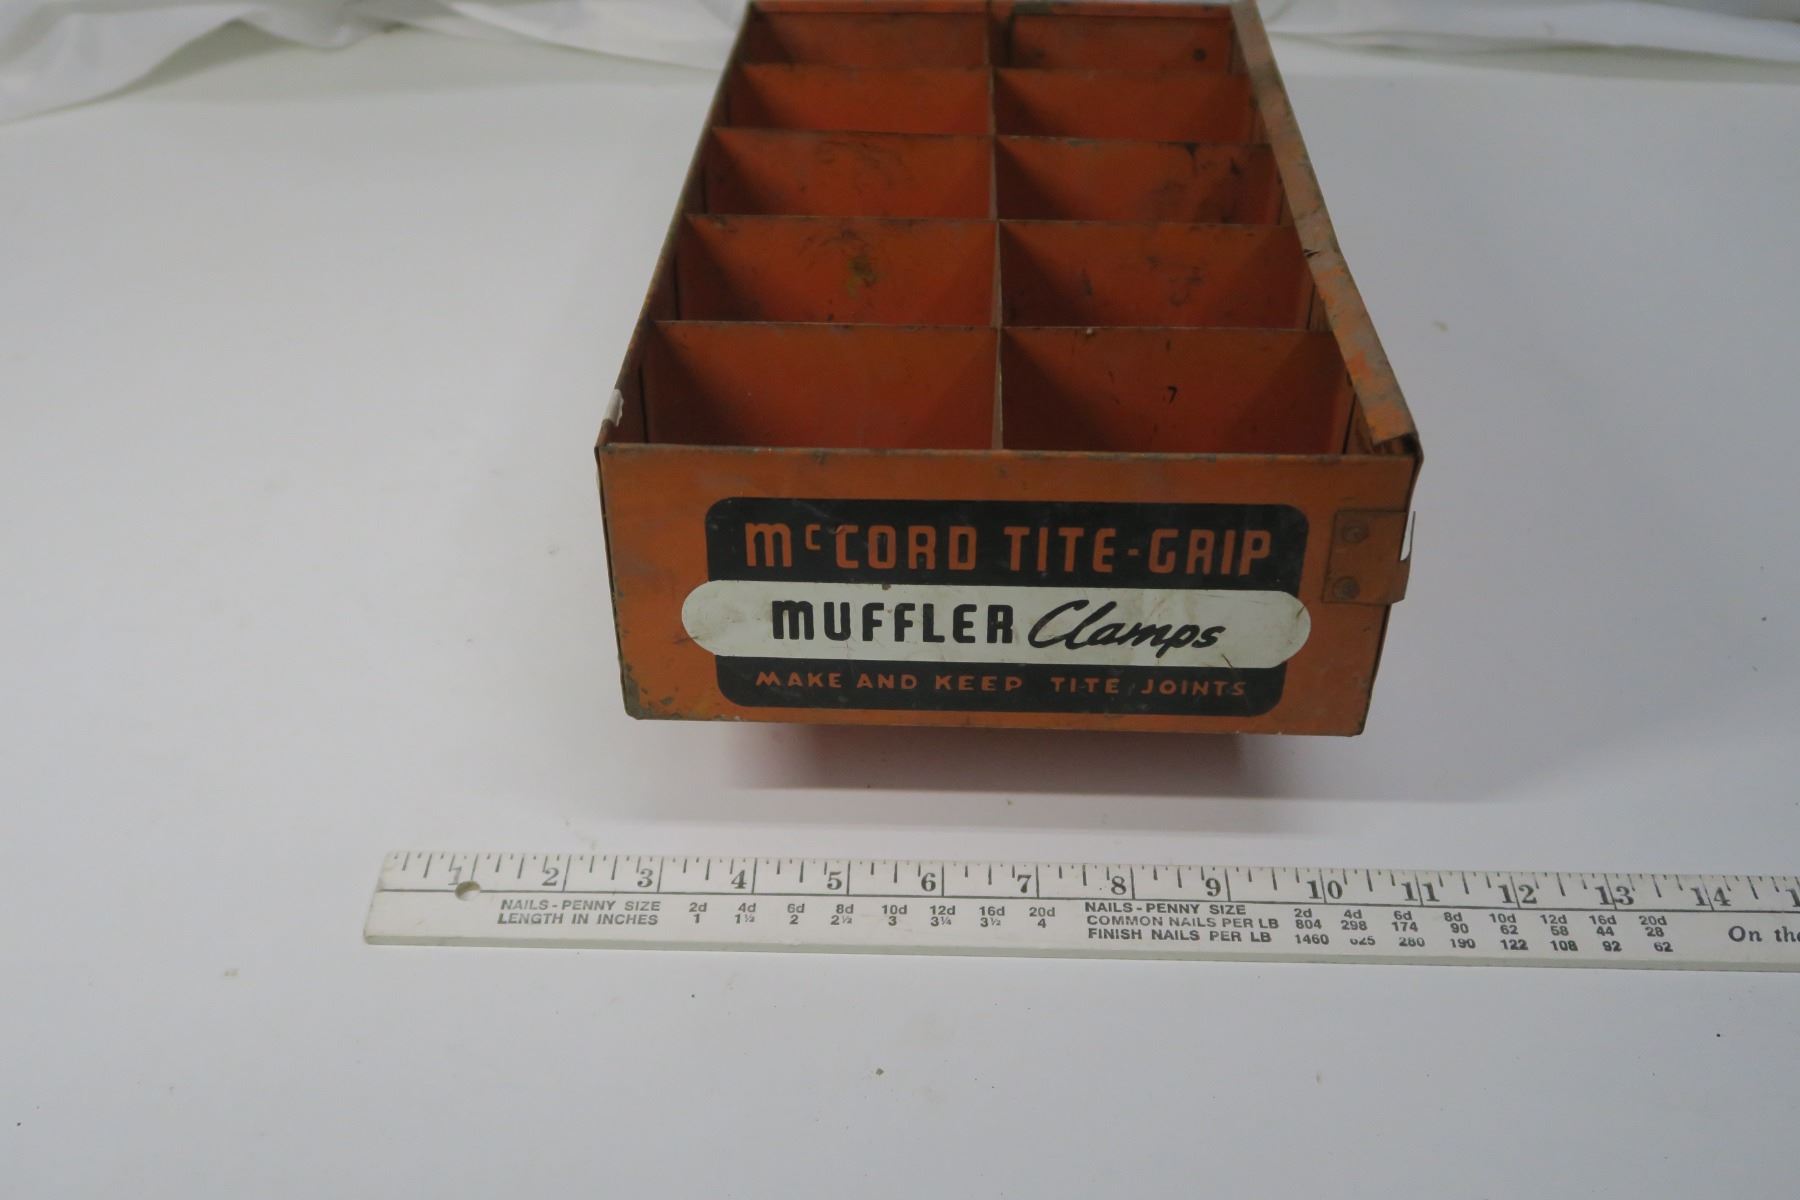 McCORD TITE-GRIP
MUFFLER Clamps
MAKE AND KEEP TITE JOINTS
1 2 3 4 5 6 7 8 9 10 11 12 13 14
NAILS-PENNY SIZE 2d 4d 6d 8d 10d 12d 16d 20d
LENGTH IN INCHES 1 1½ 2 2½ 3 3¼ 3½ 4
NAILS-PENNY SIZE 2d 4d 6d 8d 10d 12d 16d 20d
COMMON NAILS PER LB 804 298 174 90 62 58 44 28
FINISH NAILS PER LB 1460 625 280 190 122 108 92 62
On the